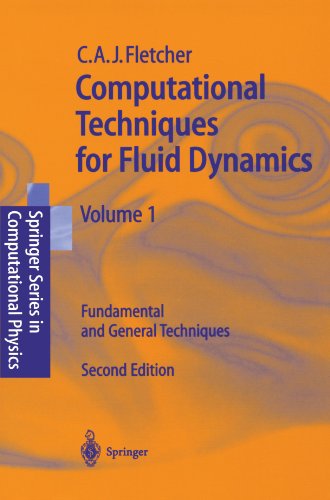 C.A.J. Fletcher
Computational
Techniques
for Fluid Dynamics
Volume 1
Springer Series in
Computational Physics
Fundamental
and General Techniques
Second Edition
Springer